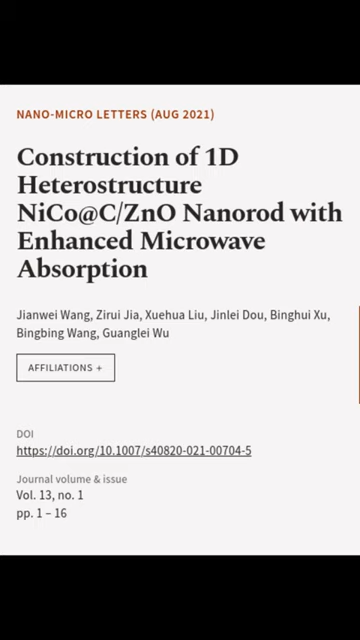 NANO-MICRO LETTERS (AUG 2021)
Construction of 1D
Heterostructure
NiCo@C/ZnO Nanorod with
Enhanced Microwave
Absorption
Jianwei Wang, Zirui Jia, Xuehua Liu, Jinlei Dou, Binghui Xu,
Bingbing Wang, Guanglei Wu
AFFILIATIONS +
DOI
https://doi.org/10.1007/s40820-021-00704-5
Journal volume & issue
Vol. 13, no. 1
pp. 1 – 16